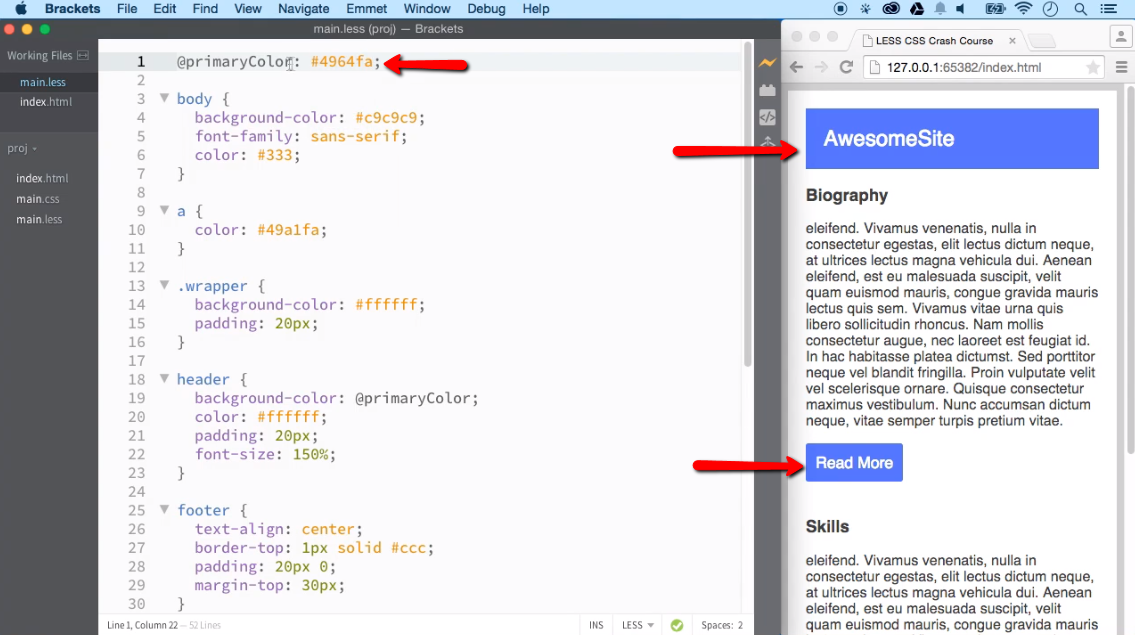 Brackets File Edit Find View Navigate Emmet Window Debug Help
main.less (proj) — Brackets
Working Files
main.less
index.html
proj
index.html
main.css
main.less
1 @primaryColor: #4964fa;
2
3 body {
4 background-color: #c9c9c9;
5 font-family: sans-serif;
6 color: #333;
7 }
8
9 a {
10 color: #49a1fa;
11 }
12
13 .wrapper {
14 background-color: #ffffff;
15 padding: 20px;
16 }
17
18 header {
19 background-color: @primaryColor;
20 color: #ffffff;
21 padding: 20px;
22 font-size: 150%;
23 }
24
25 footer {
26 text-align: center;
27 border-top: 1px solid #ccc;
28 padding: 20px 0;
29 margin-top: 30px;
30 }
Line 1, Column 22 — 52 Lines
INS LESS Spaces: 2
LESS CSS Crash Course
127.0.0.1:65382/index.html
AwesomeSite
Biography
eleifend. Vivamus venenatis, nulla in
consectetur egestas, elit lectus dictum neque,
at ultrices lectus magna vehicula dui. Aenean
eleifend, est eu malesuada suscipit, velit
quam euismod mauris, congue gravida mauris
lectus quis sem. Vivamus vitae urna quis
libero sollicitudin rhoncus. Nam mollis
consectetur augue, nec laoreet est feugiat id.
In hac habitasse platea dictumst. Sed porttitor
neque vel blandit fringilla. Proin vulputate velit
vel scelerisque ornare. Quisque consectetur
maximus vestibulum. Nunc accumsan dictum
neque, vitae semper turpis pretium vitae.
Read More
Skills
eleifend. Vivamus venenatis, nulla in
consectetur egestas, elit lectus dictum neque,
at ultrices lectus magna vehicula dui. Aenean
eleifend, est eu malesuada suscipit, velit
quam euismod mauris, congue gravida mauris